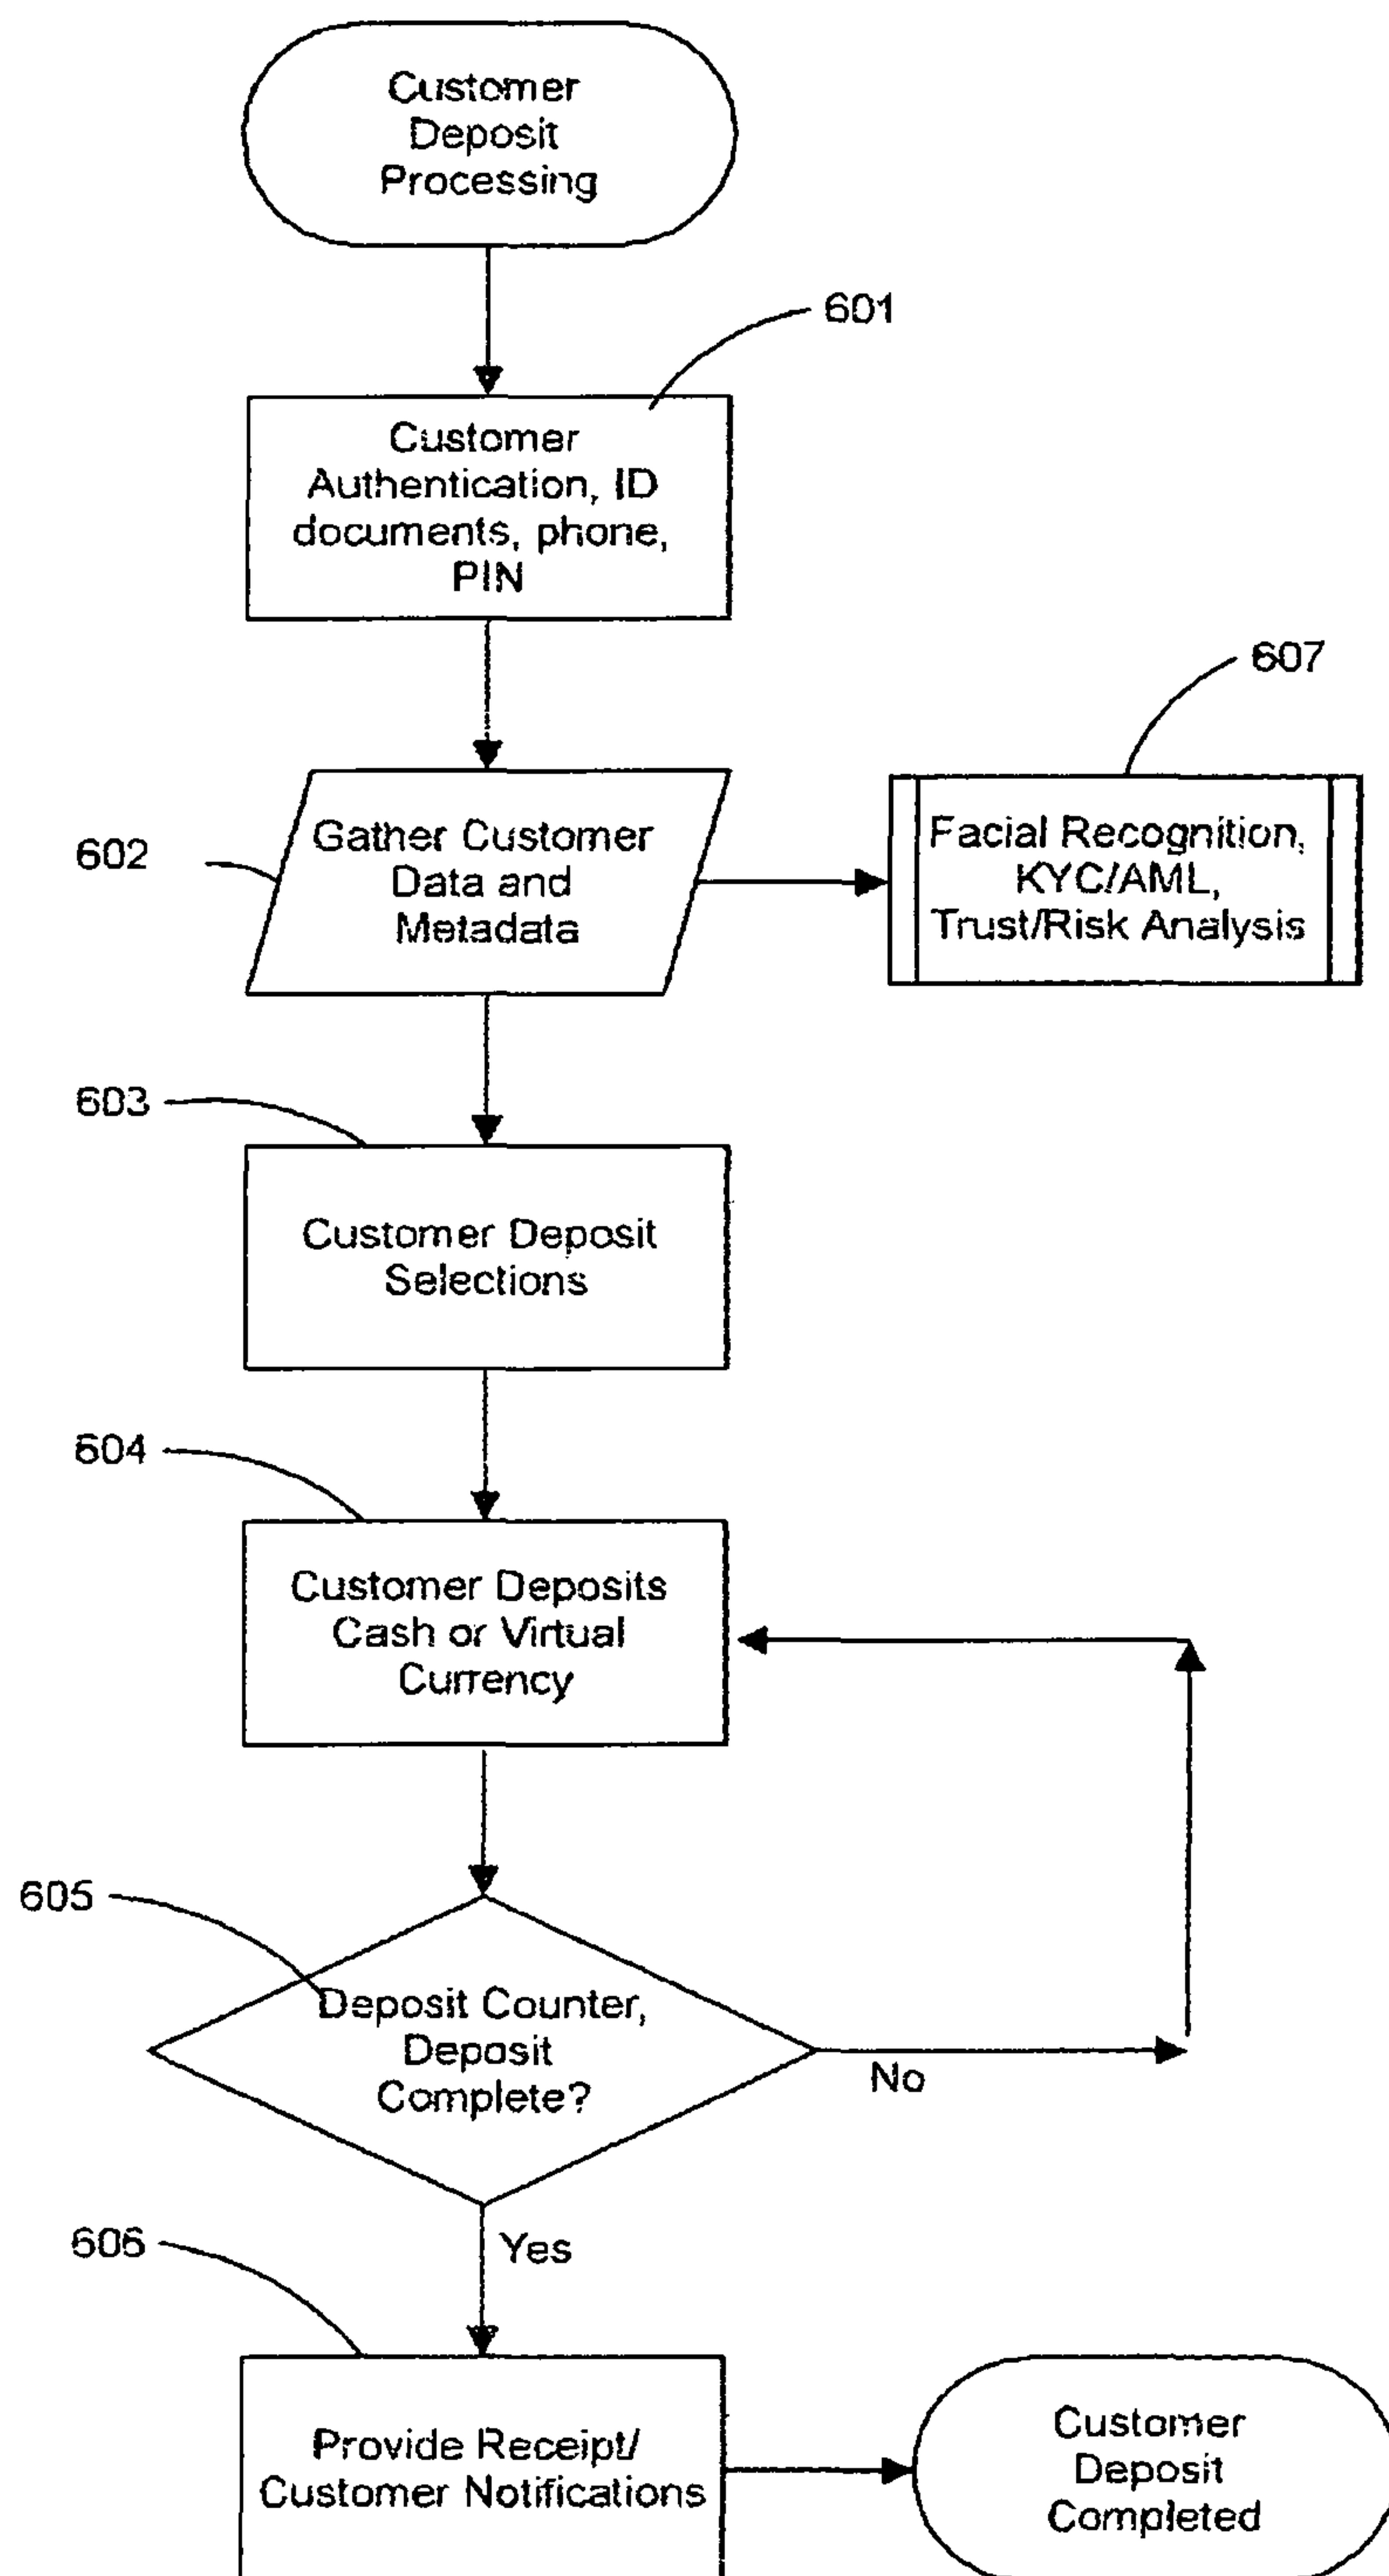 Customer
Deposit
Processing
601
Customer
Authentication, ID
documents, phone,
PIN
607
602
Gather Customer
Data and
Metadata
Facial Recognition,
KYC/AML,
Trust/Risk Analysis
603
Customer Deposit
Selections
604
Customer Deposits
Cash or Virtual
Currency
605
Deposit Counter,
Deposit
Complete?
No
Yes
606
Provide Receipt/
Customer Notifications
Customer
Deposit
Completed